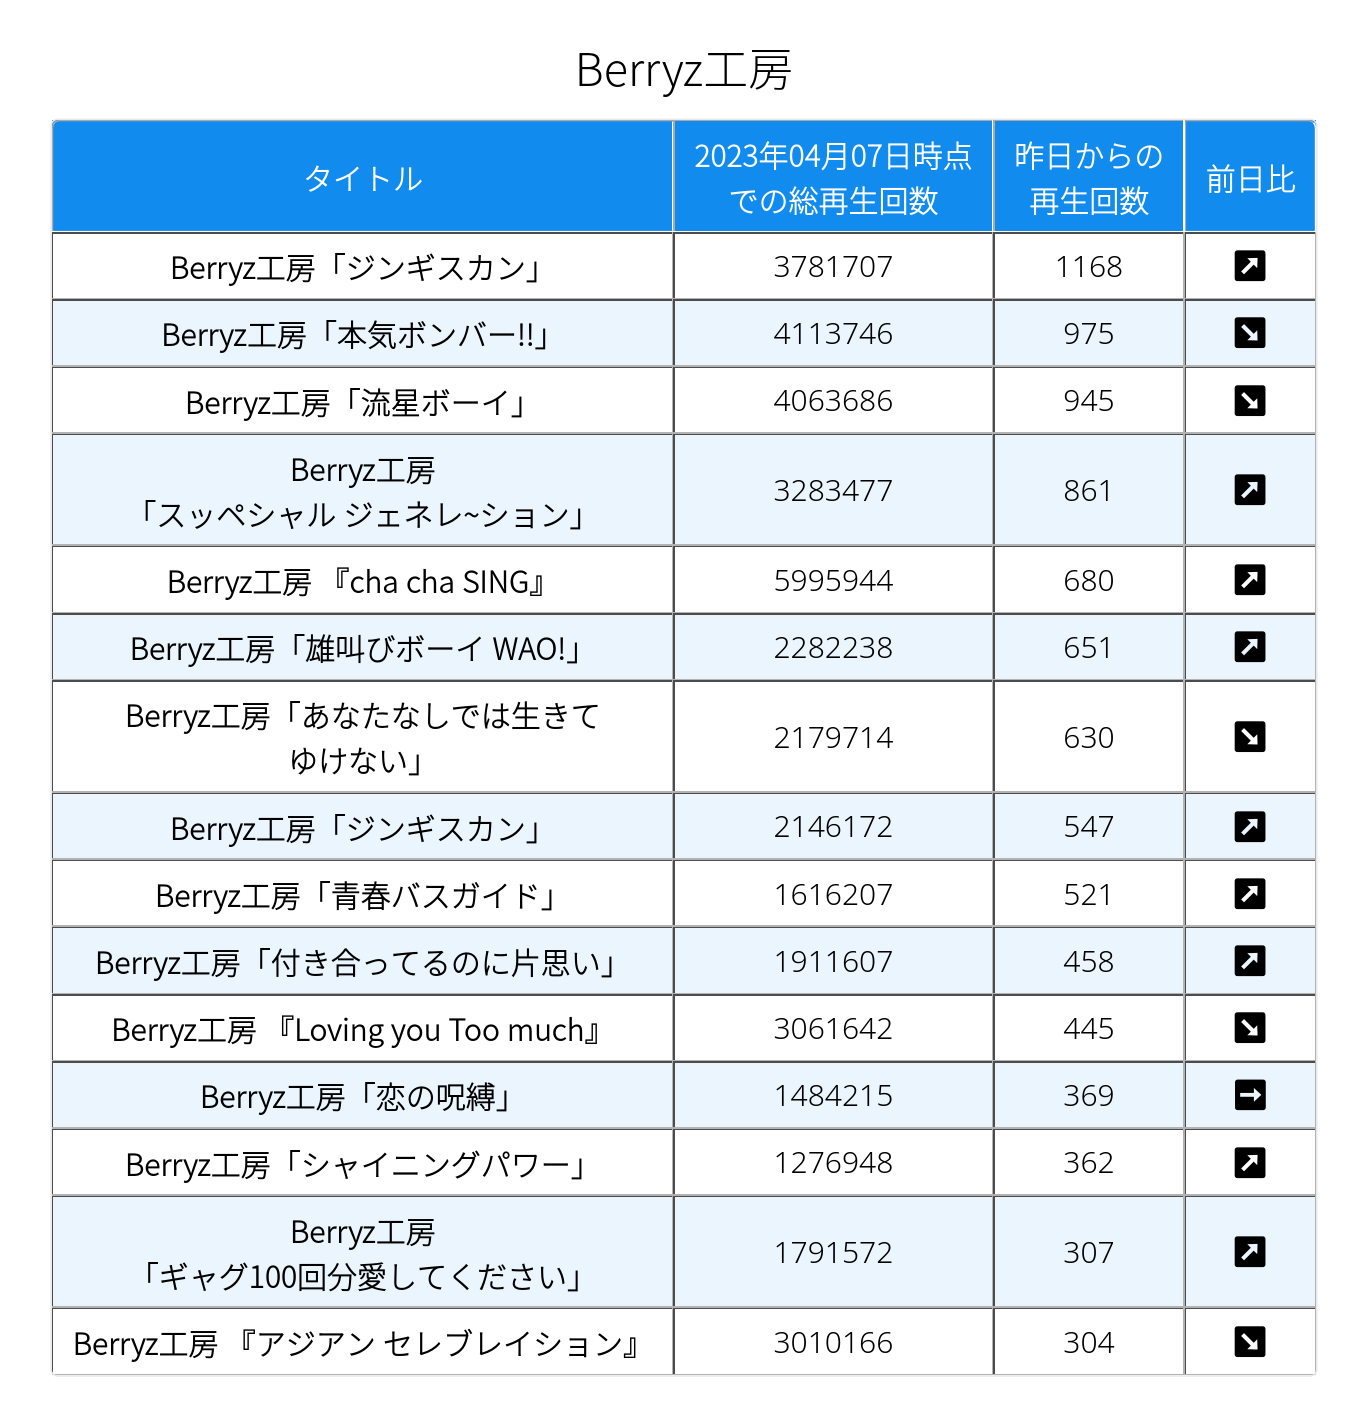 Berryz工房
タイトル
2023年04月07日時点
での総再生回数
昨日からの
再生回数
前日比
Berryz工房「ジンギスカン」 3781707 1168 ↗
Berryz工房「本気ボンバー!!」 4113746 975 ↘
Berryz工房「流星ボーイ」 4063686 945 ↘
Berryz工房
「スッペシャル ジェネレ~ション」 3283477 861 ↗
Berryz工房 『cha cha SING』 5995944 680 ↗
Berryz工房「雄叫びボーイ WAO!」 2282238 651 ↗
Berryz工房「あなたなしでは生きて
ゆけない」 2179714 630 ↘
Berryz工房「ジンギスカン」 2146172 547 ↗
Berryz工房「青春バスガイド」 1616207 521 ↗
Berryz工房「付き合ってるのに片思い」 1911607 458 ↗
Berryz工房 『Loving you Too much』 3061642 445 ↘
Berryz工房「恋の呪縛」 1484215 369 →
Berryz工房「シャイニングパワー」 1276948 362 ↗
Berryz工房
「ギャグ100回分愛してください」 1791572 307 ↗
Berryz工房 『アジアン セレブレイション』 3010166 304 ↘